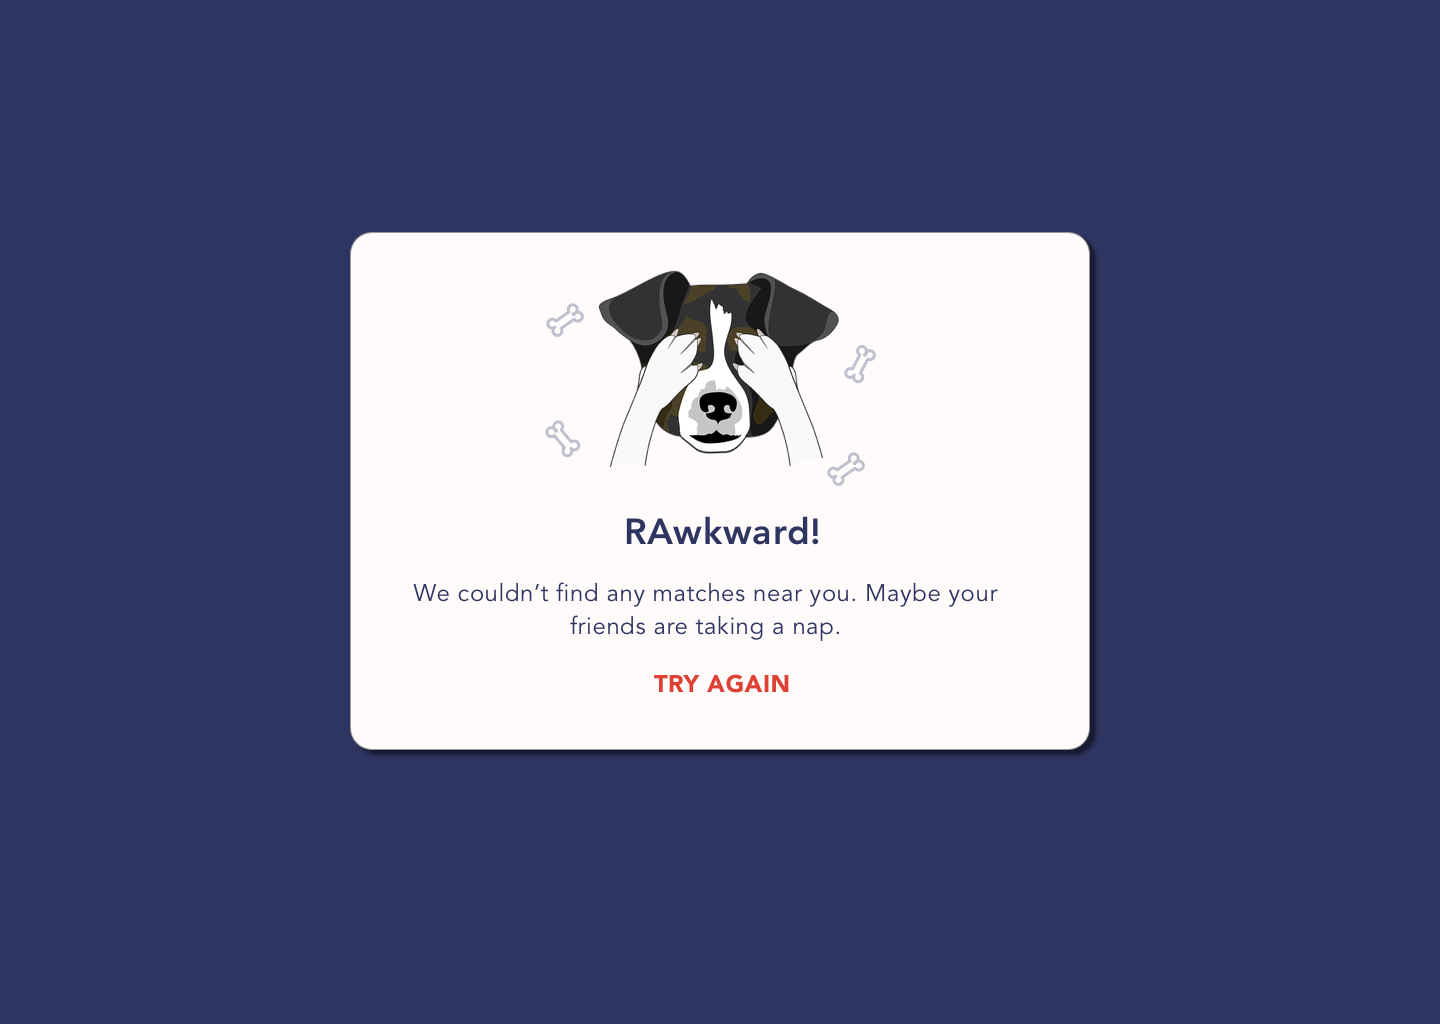 RAwkward!
We couldn’t find any matches near you. Maybe your
friends are taking a nap.
TRY AGAIN